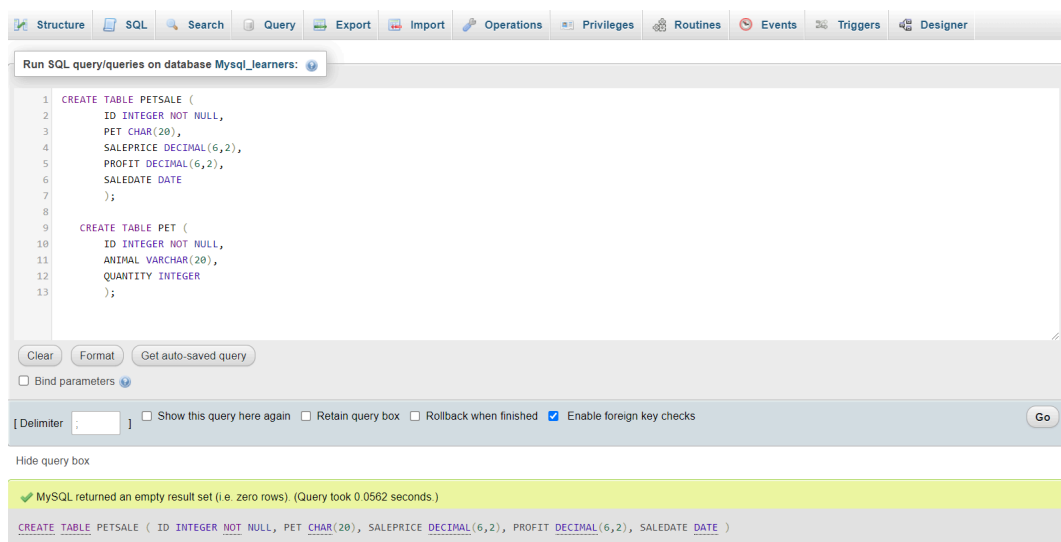 Structure SQL Search Query Export Import Operations Privileges Routines Events Triggers Designer
Run SQL query/queries on database Mysql_learners:
1 CREATE TABLE PETSALE (
2 ID INTEGER NOT NULL,
3 PET CHAR(20),
4 SALEPRICE DECIMAL(6,2),
5 PROFIT DECIMAL(6,2),
6 SALEDATE DATE
7 );
8
9 CREATE TABLE PET (
10 ID INTEGER NOT NULL,
11 ANIMAL VARCHAR(20),
12 QUANTITY INTEGER
13 );
Clear Format Get auto-saved query
Bind parameters
[ Delimiter ; ] Show this query here again Retain query box Rollback when finished Enable foreign key checks Go
Hide query box
MySQL returned an empty result set (i.e. zero rows). (Query took 0.0562 seconds.)
CREATE TABLE PETSALE ( ID INTEGER NOT NULL, PET CHAR(20), SALEPRICE DECIMAL(6,2), PROFIT DECIMAL(6,2), SALEDATE DATE )